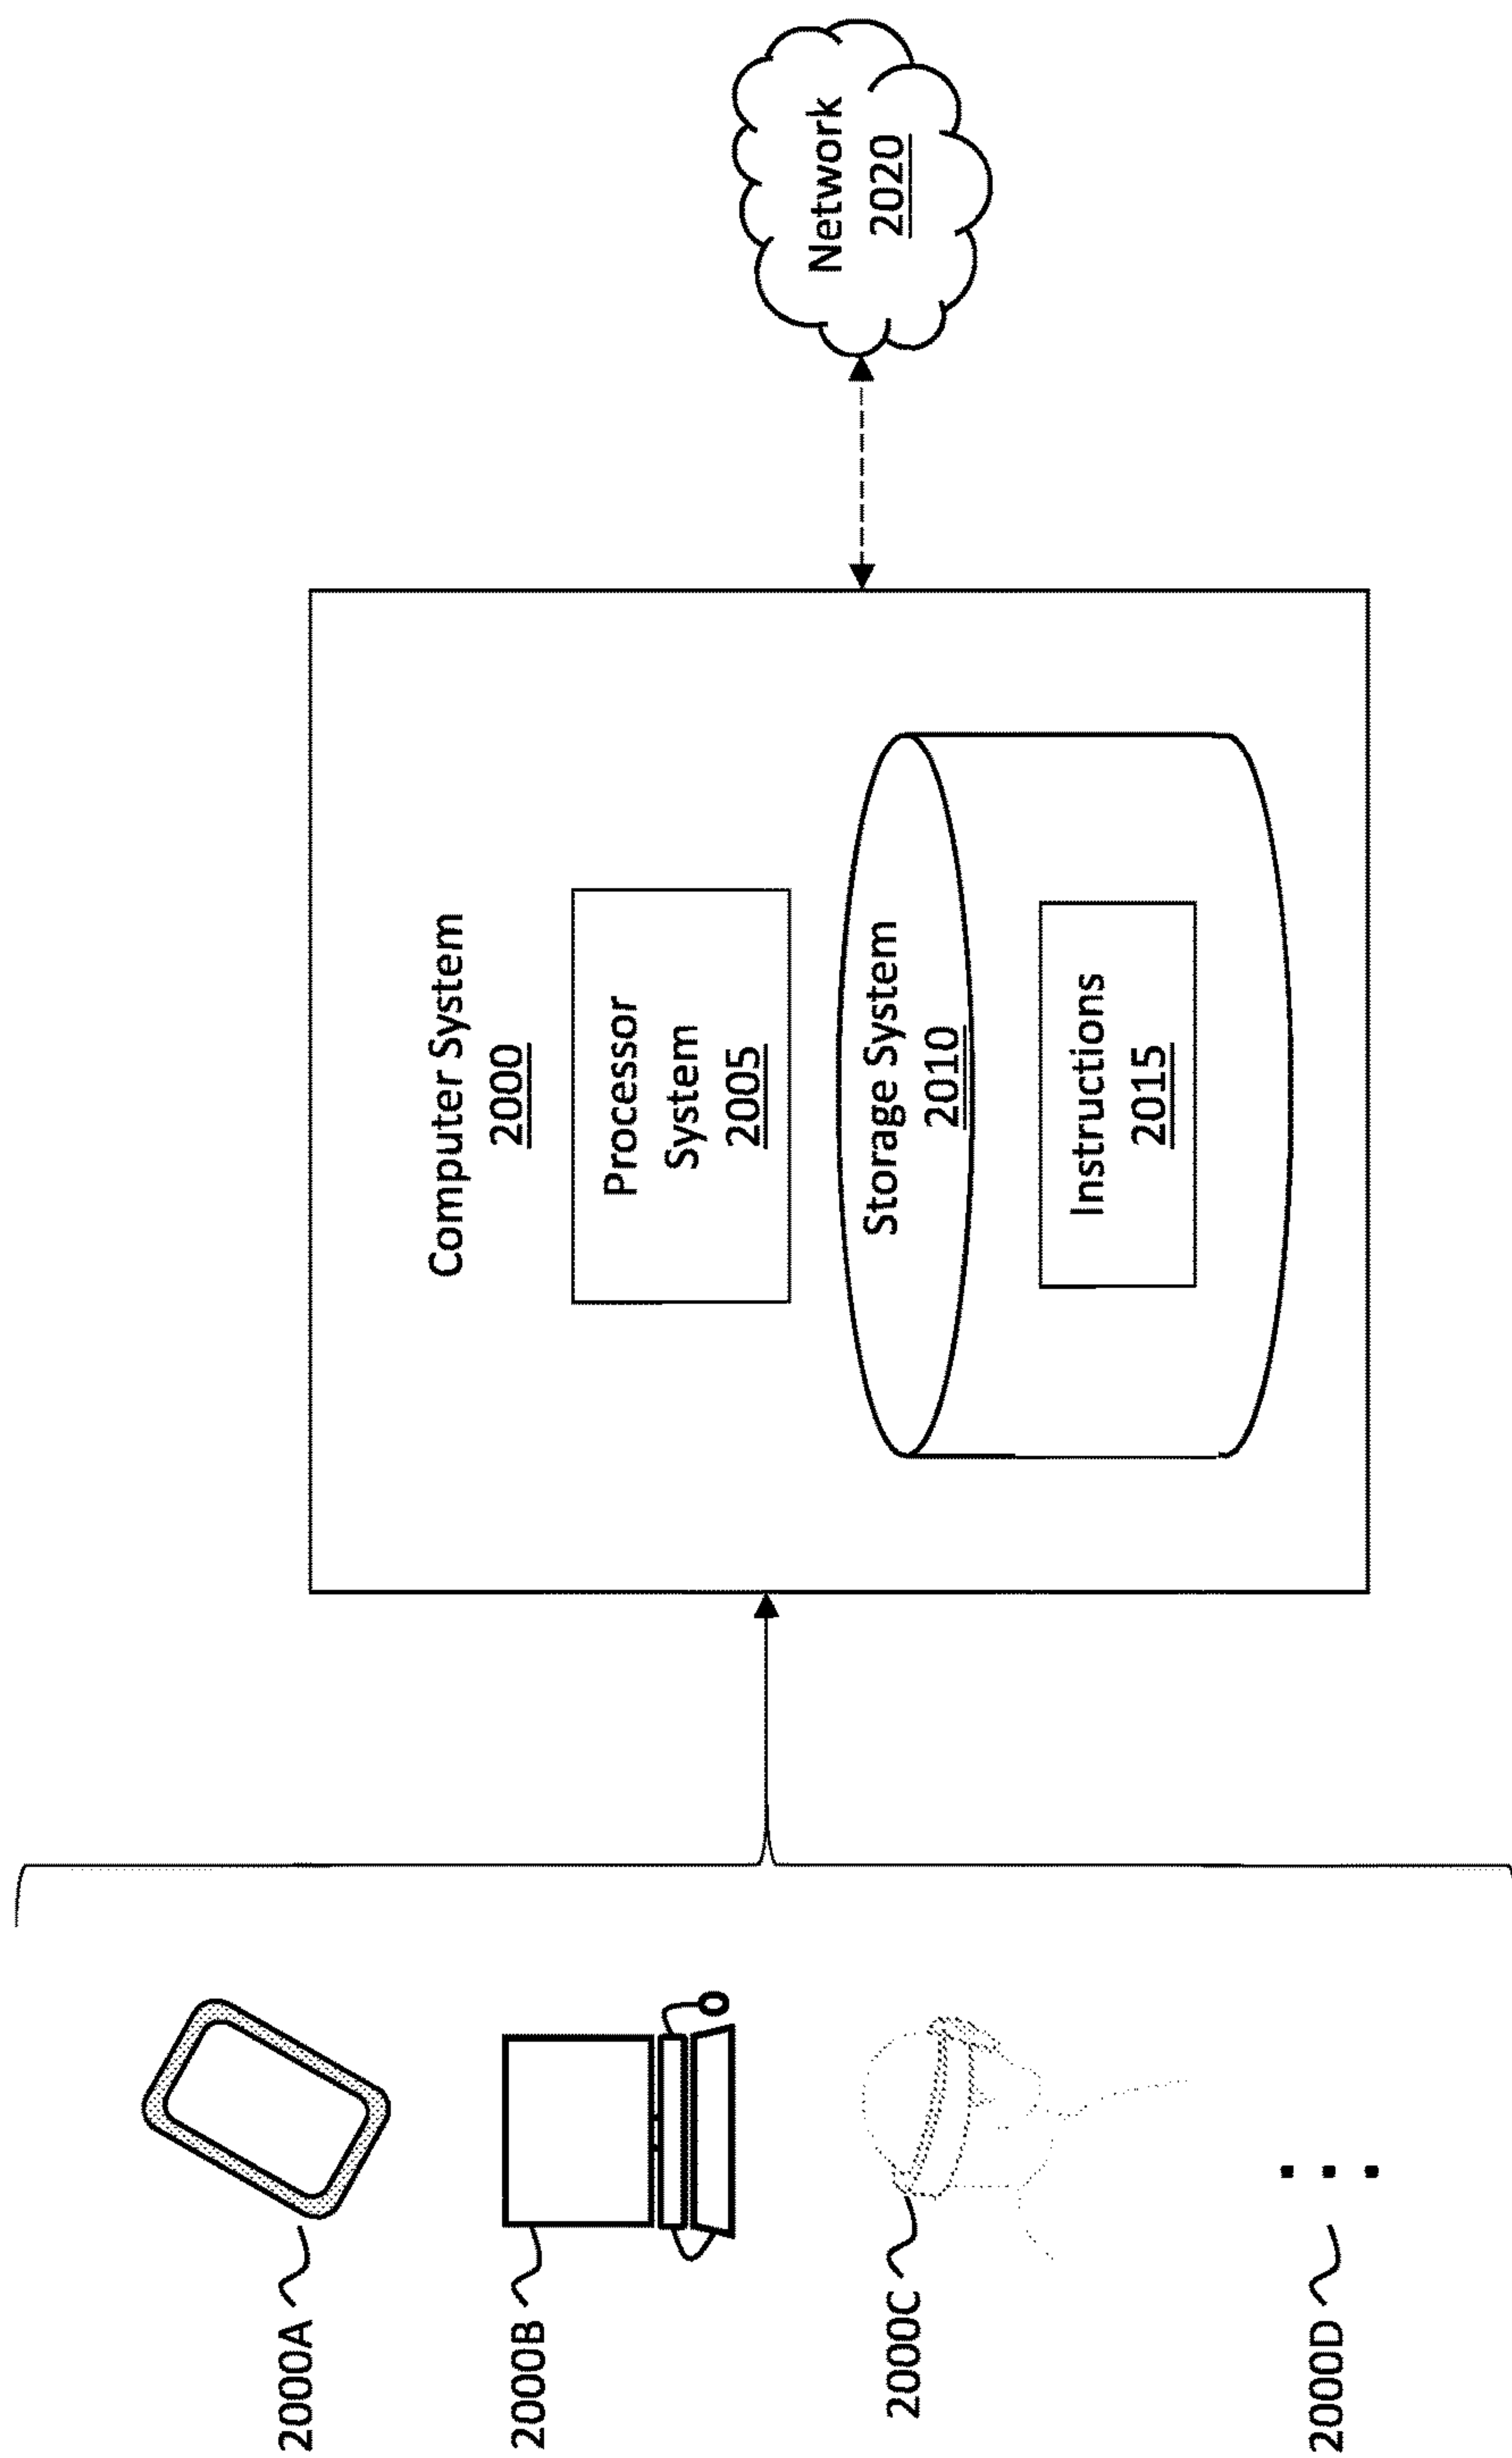 2000A
2000B
2000C
2000D
Computer System
2000
Processor
System
2005
Storage System
2010
Instructions
2015
Network
2020